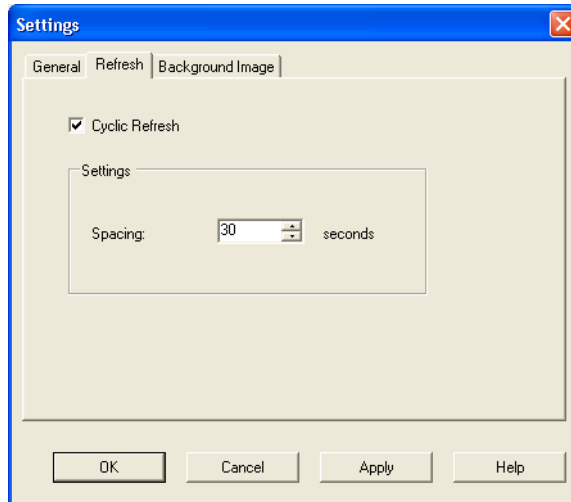 Settings
General Refresh Background Image
Cyclic Refresh
Settings
Spacing: 30 seconds
OK Cancel Apply Help